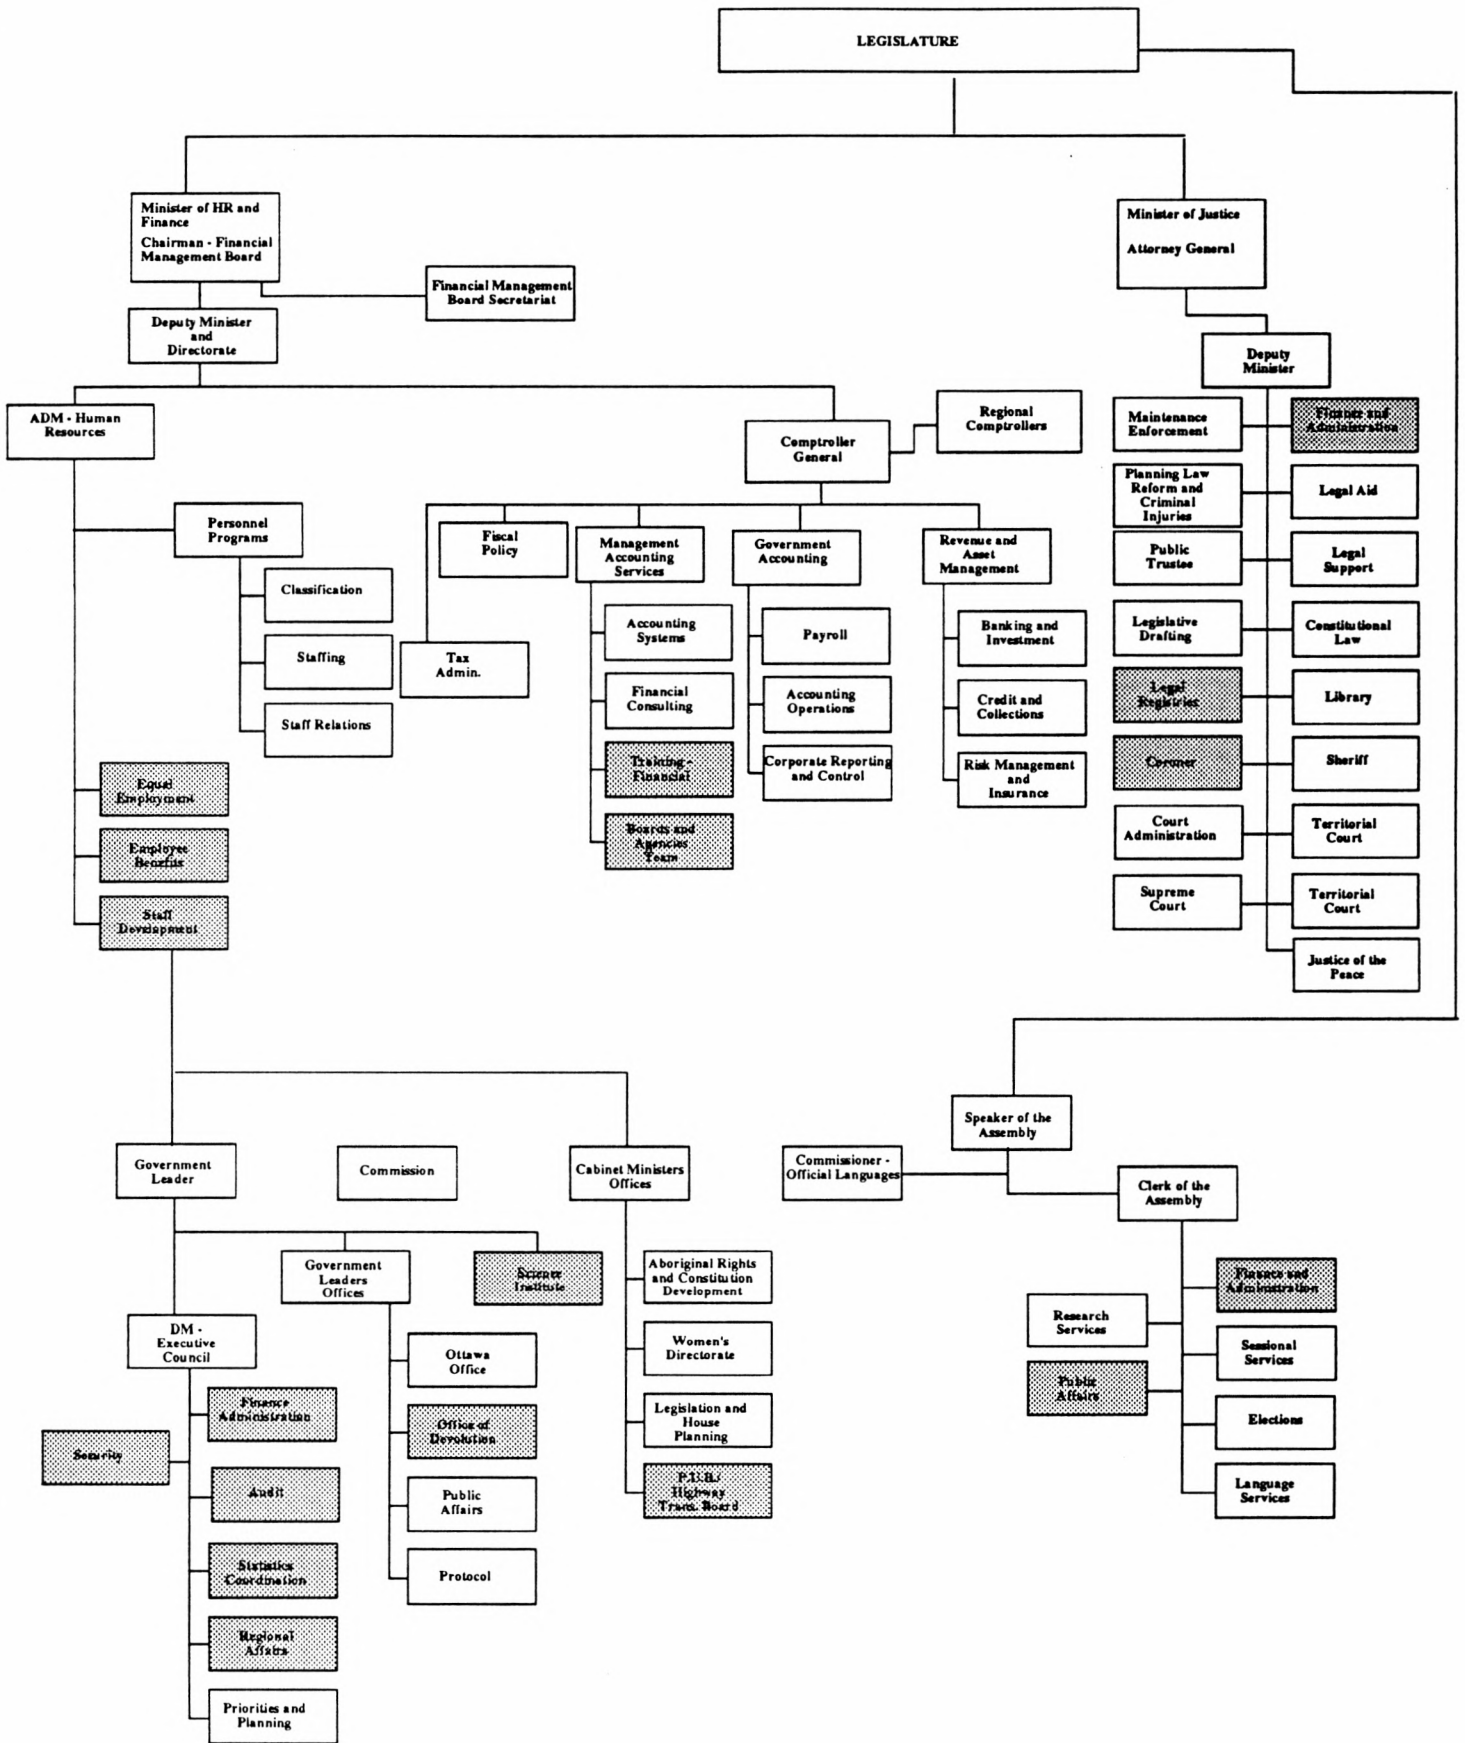 LEGISLATURE
Minister of HR and
Finance
Chairman - Financial
Management Board
Minister of Justice
Attorney General
Financial Management
Board Secretariat
Deputy Minister
and
Directorate
Deputy
Minister
ADM - Human
Resources
Regional
Comptrollers
Comptroller
General
Personnel
Programs
Classification
Staffing
Staff Relations
Equal
Employment
Employee
Benefits
Staff
Development
Tax
Admin.
Fiscal
Policy
Management
Accounting
Services
Accounting
Systems
Financial
Consulting
Training -
Financial
Boards and
Agencies
Team
Government
Accounting
Payroll
Accounting
Operations
Corporate Reporting
and Control
Revenue and
Asset
Management
Banking and
Investment
Credit and
Collections
Risk Management
and
Insurance
Maintenance
Enforcement
Finance and
Administration
Planning Law
Reform and
Criminal
Injuries
Legal Aid
Public
Trustee
Legal
Support
Legislative
Drafting
Constitutional
Law
Legal
Registries
Library
Coroner
Sheriff
Court
Administration
Territorial
Court
Supreme
Court
Territorial
Court
Justice of the
Peace
Government
Leader
Commission
Cabinet Ministers
Offices
Speaker of the
Assembly
Commissioner -
Official Languages
Clerk of the
Assembly
DM -
Executive
Council
Government
Leaders
Offices
Science
Institute
Finance
Administration
Security
Audit
Statistics
Coordination
Regional
Affairs
Priorities and
Planning
Ottawa
Office
Office of
Devolution
Public
Affairs
Protocol
Aboriginal Rights
and Constitution
Development
Women's
Directorate
Legislation and
House
Planning
P.U.B./
Highway
Trans. Board
Finance and
Administration
Research
Services
Sessional
Services
Public
Affairs
Elections
Language
Services